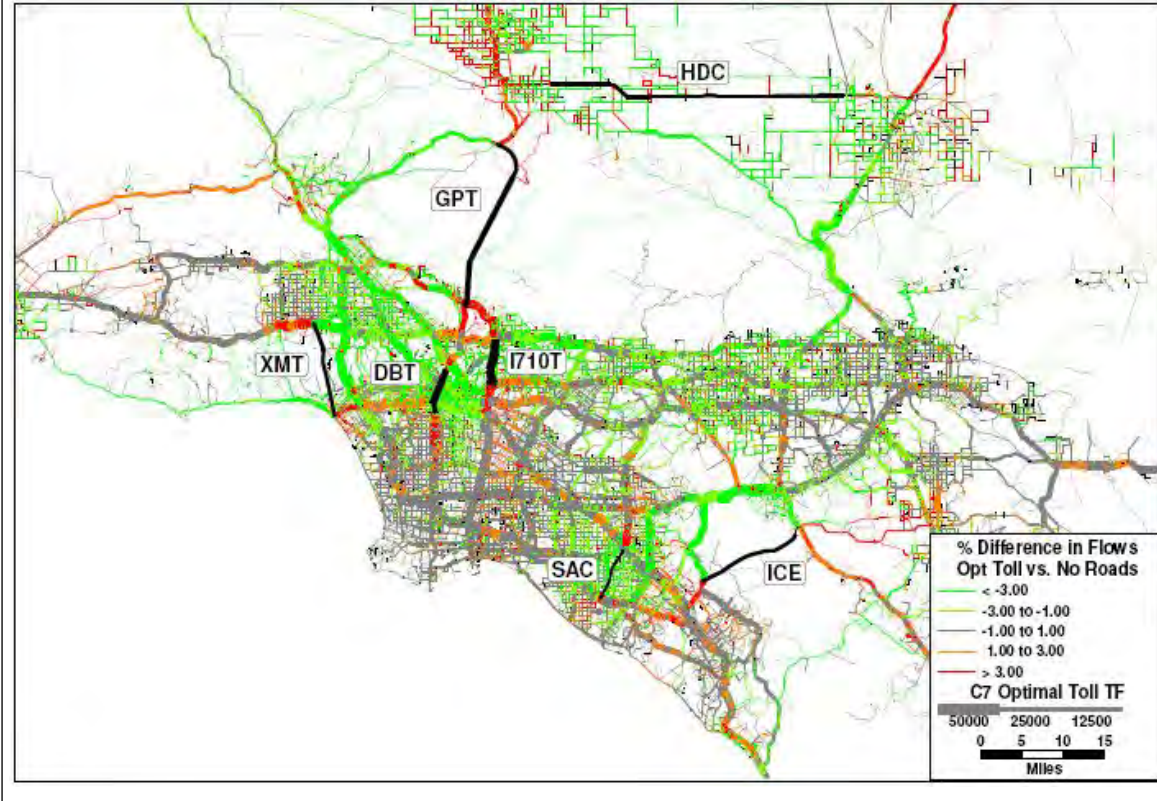 HDC
GPT
XMT
DBT
I710T
SAC
ICE
% Difference in Flows
Opt Toll vs. No Roads
< -3.00
-3.00 to -1.00
-1.00 to 1.00
1.00 to 3.00
> 3.00
C7 Optimal Toll TF
50000 25000 12500
0 5 10 15
Miles